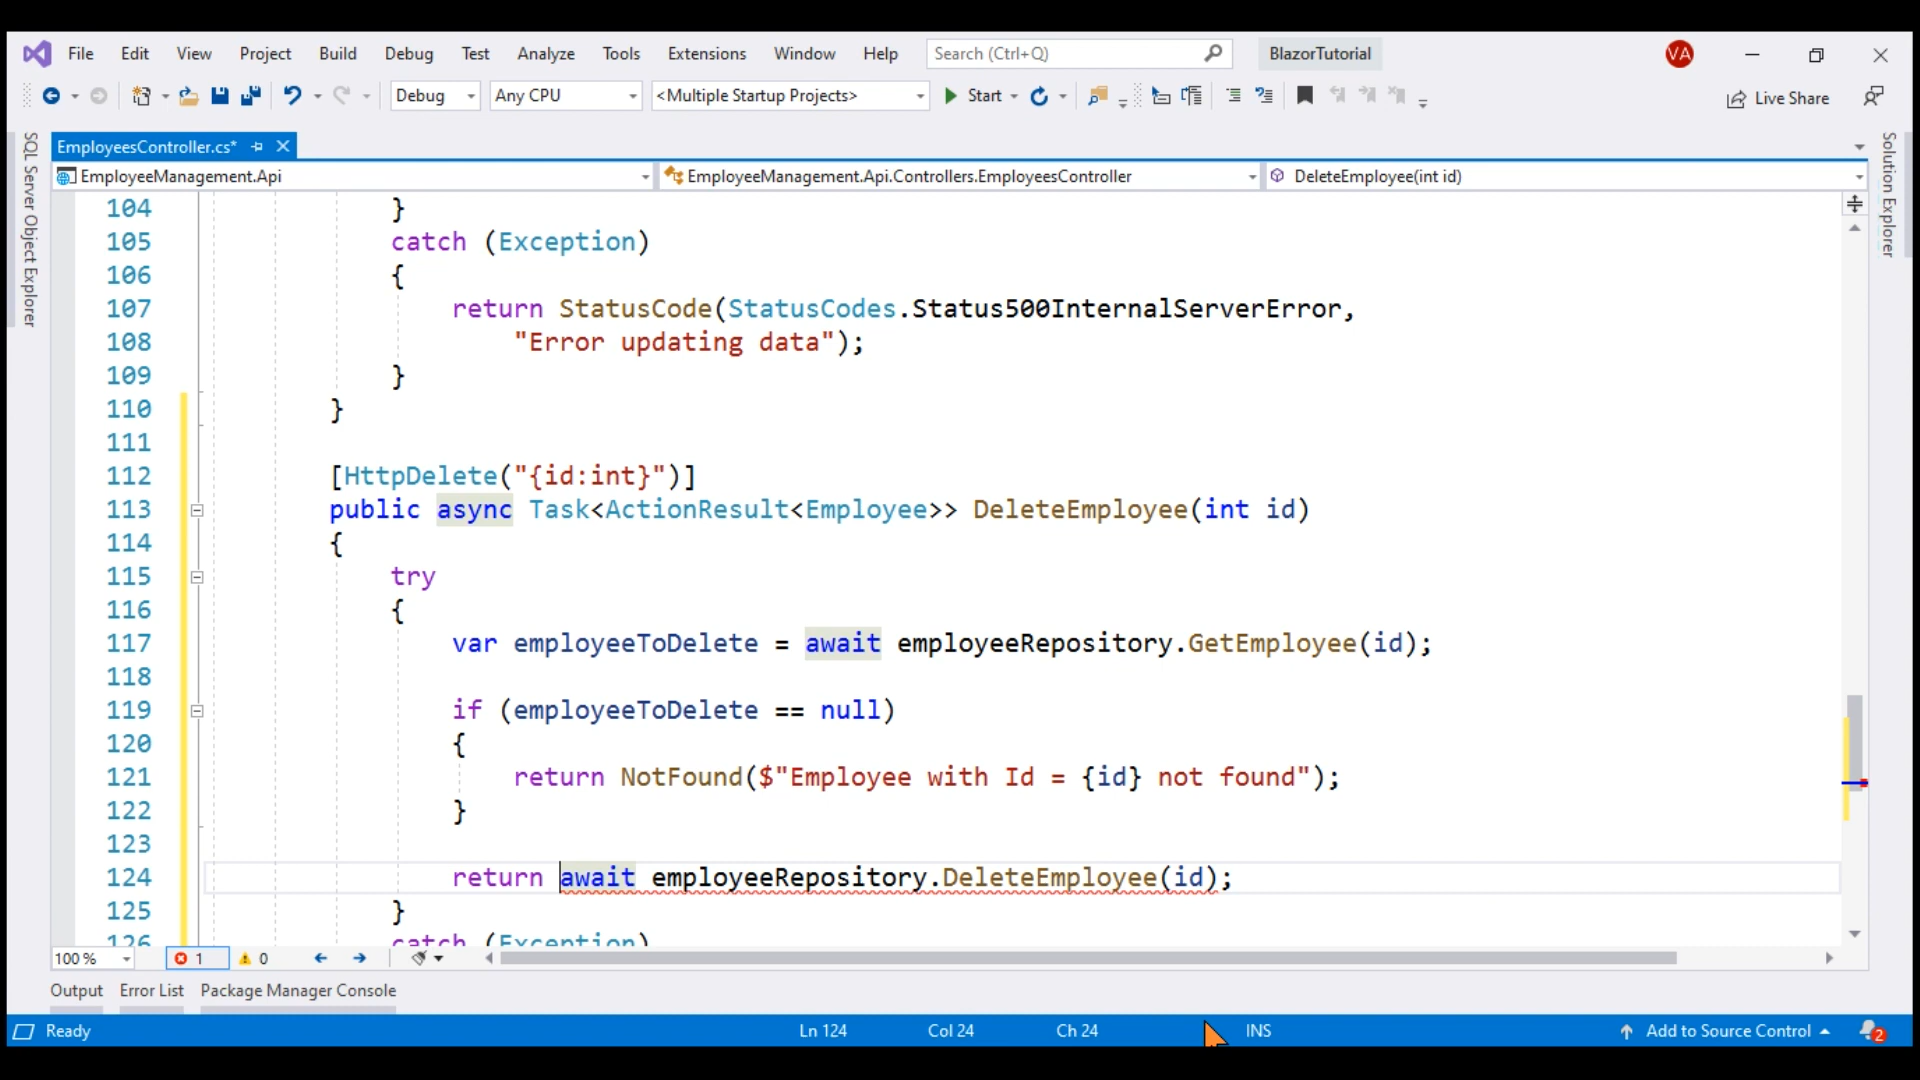 File Edit View Project Build Debug Test Analyze Tools Extensions Window Help Search (Ctrl+Q) BlazorTutorial VA
Debug Any CPU <Multiple Startup Projects> Start Live Share
SQL Server Object Explorer
Solution Explorer
EmployeesController.cs*
EmployeeManagement.Api EmployeeManagement.Api.Controllers.EmployeesController DeleteEmployee(int id)
104 }
105 catch (Exception)
106 {
107 return StatusCode(StatusCodes.Status500InternalServerError,
108 "Error updating data");
109 }
110 }
111
112 [HttpDelete("{id:int}")]
113 public async Task<ActionResult<Employee>> DeleteEmployee(int id)
114 {
115 try
116 {
117 var employeeToDelete = await employeeRepository.GetEmployee(id);
118
119 if (employeeToDelete == null)
120 {
121 return NotFound($"Employee with Id = {id} not found");
122 }
123
124 return await employeeRepository.DeleteEmployee(id);
125 }
126 catch (Exception)
100 % 1 0
Output Error List Package Manager Console
Ready Ln 124 Col 24 Ch 24 INS Add to Source Control 2